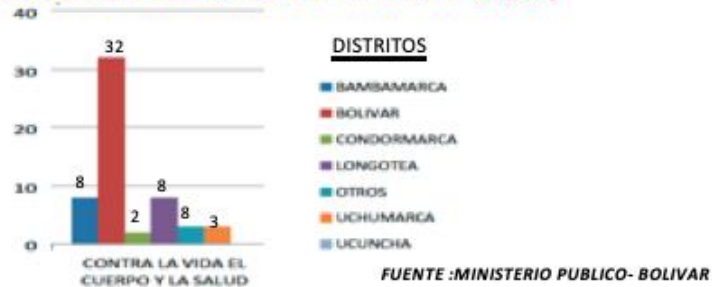 40
32
DISTRITOS
30
BAMBAMARCA
BOLIVAR
20
CONDORMARCA
LONGOTEA
8
8
10
OTROS
2
8
3
UCHUMARCA
0
UCUNCHA
CONTRA LA VIDA EL
CUERPO Y LA SALUD
FUENTE :MINISTERIO PUBLICO- BOLIVAR